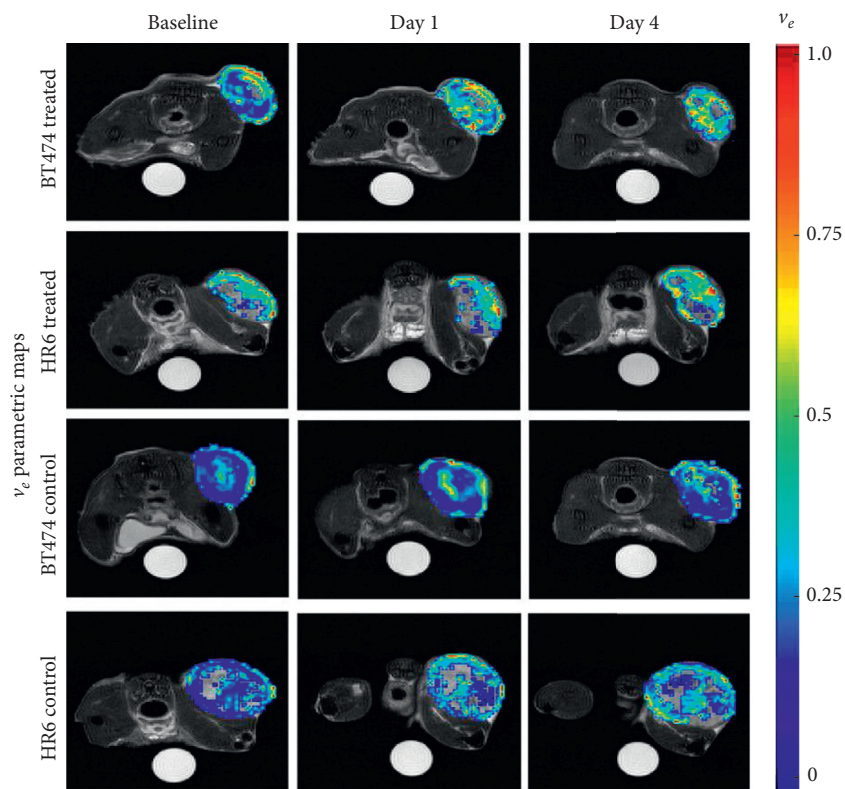 Baseline
Day 1
Day 4
v_e
BT474 treated
HR6 treated
BT474 control
HR6 control
v_e parametric maps
1.0
0.75
0.5
0.25
0